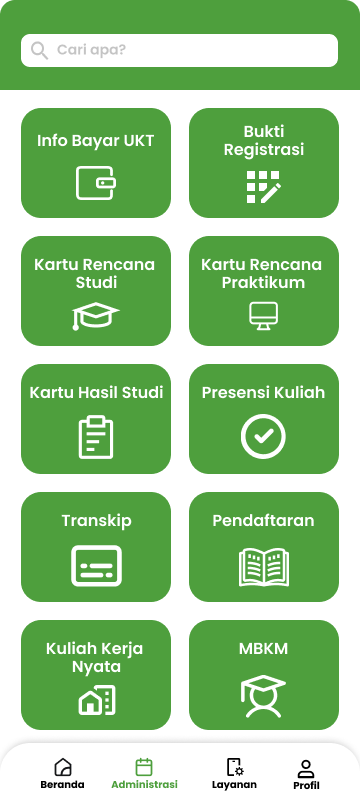 Cari apa?
Info Bayar UKT
Bukti
Registrasi
Kartu Rencana
Studi
Kartu Rencana
Praktikum
Kartu Hasil Studi
Presensi Kuliah
Transkip
Pendaftaran
Kuliah Kerja
Nyata
MBKM
Beranda
Administrasi
Layanan
Profil